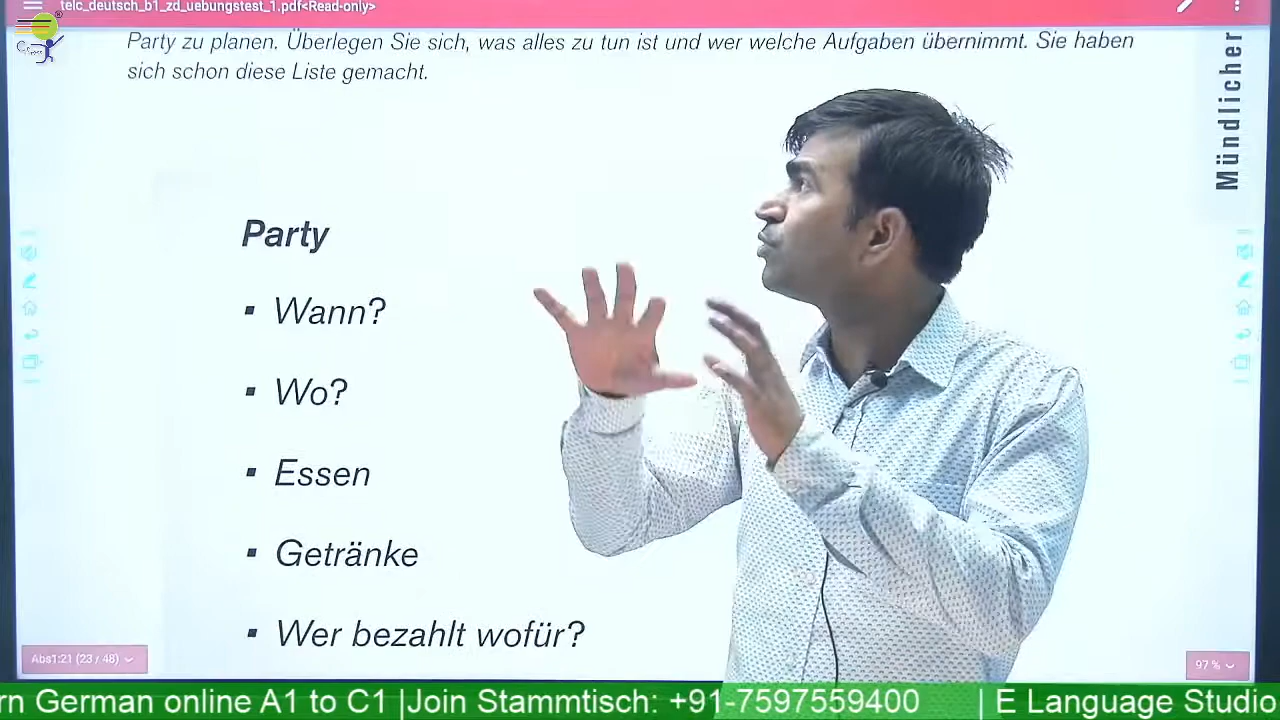 telc_deutsch_b1_zd_uebungstest_1.pdf<Read-only>
Party zu planen. Überlegen Sie sich, was alles zu tun ist und wer welche Aufgaben übernimmt. Sie haben
sich schon diese Liste gemacht.
Mündlicher
Party
▪ Wann?
▪ Wo?
▪ Essen
▪ Getränke
▪ Wer bezahlt wofür?
Abs1:21 (23 / 48)
97 %
rn German online A1 to C1 |Join Stammtisch: +91-7597559400 | E Language Studio